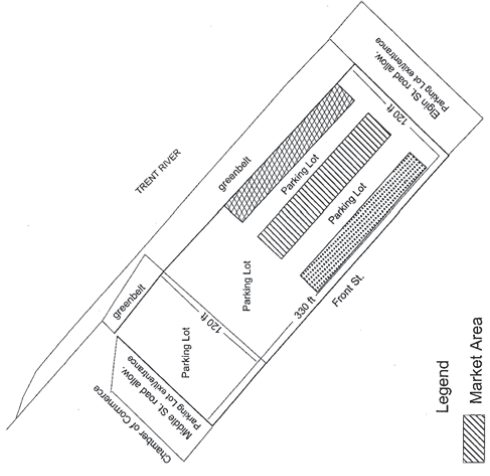 TRENT RIVER
Elgin St. road allow.
Parking Lot exit/entrance
120 ft
greenbelt
Parking Lot
Parking Lot
Parking Lot
greenbelt
120 ft
Parking Lot
330 ft
Front St.
Middle St. road allow.
Parking Lot exit/entrance
Chamber of Commerce
Legend
Market Area